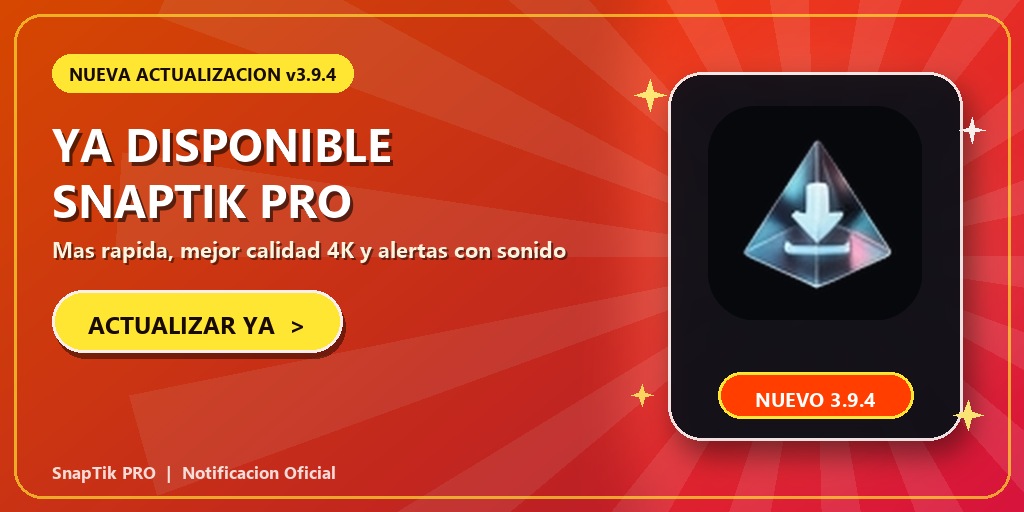 NUEVA ACTUALIZACION v3.9.4
YA DISPONIBLE
SNAPTIK PRO
Mas rapida, mejor calidad 4K y alertas con sonido
ACTUALIZAR YA >
NUEVO 3.9.4
SnapTik PRO | Notificacion Oficial